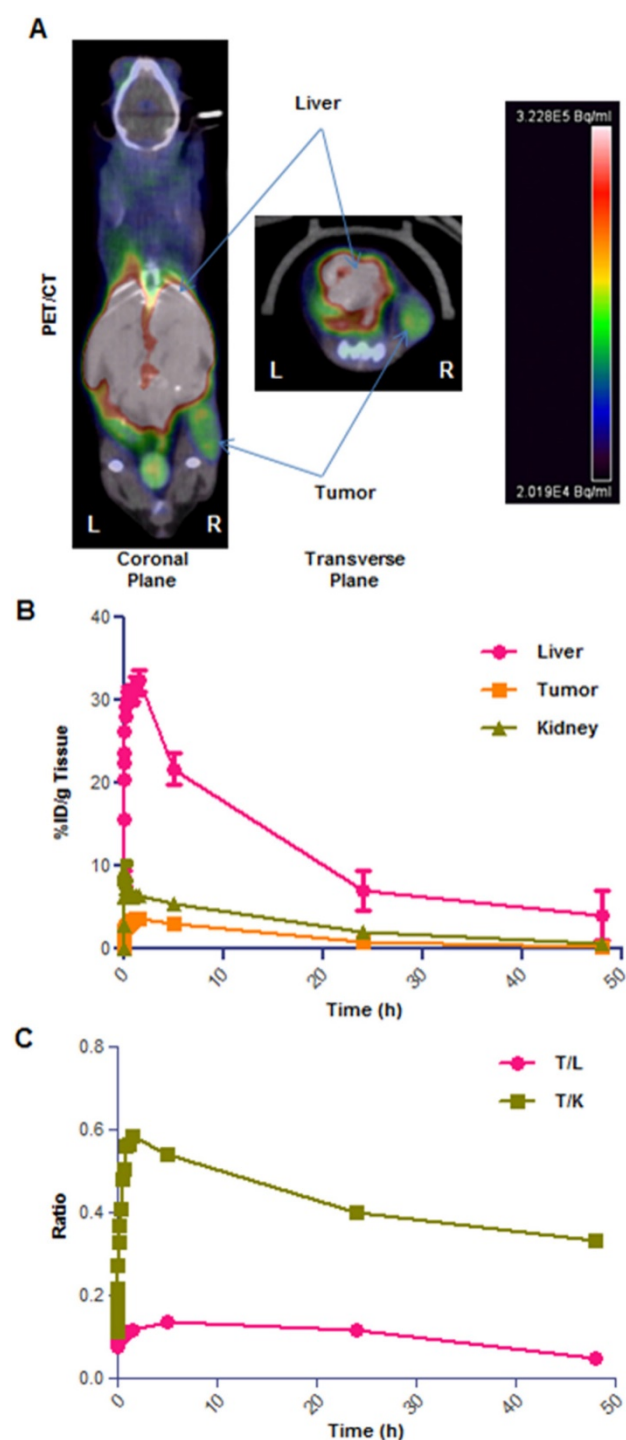 A
Liver
3.228E5 Bq/ml
PET/CT
L
R
L
R
Tumor
2.019E4 Bq/ml
Coronal
Plane
Transverse
Plane
B
40
30
20
10
0
%ID/g Tissue
Liver
Tumor
Kidney
0
10
20
30
40
50
Time (h)
C
0.8
0.6
0.4
0.2
0.0
Ratio
T/L
T/K
0
10
20
30
40
50
Time (h)